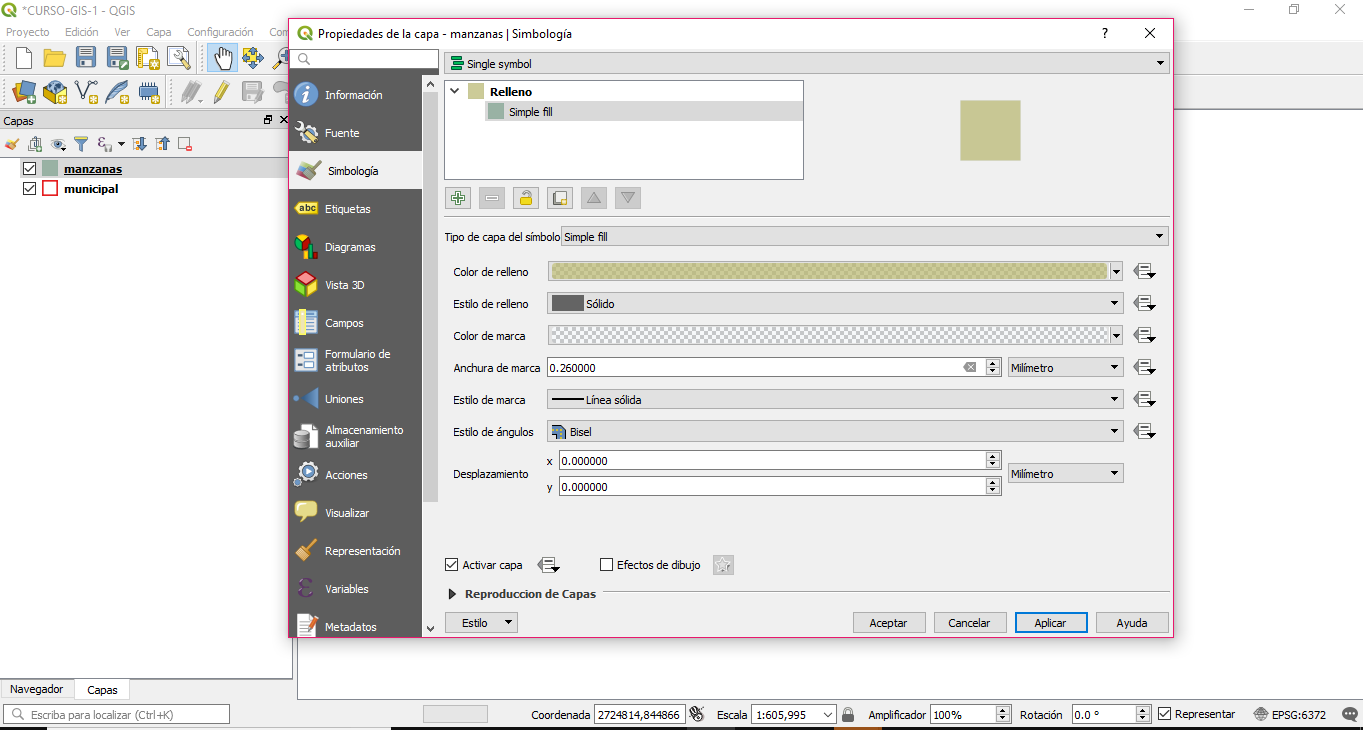 *CURSO-GIS-1 - QGIS
Proyecto Edición Ver Capa Configuración Com
Capas
manzanas
municipal
Propiedades de la capa - manzanas | Simbología
?
Información
Fuente
Simbología
abc Etiquetas
Diagramas
Vista 3D
Campos
Formulario de
atributos
Uniones
Almacenamiento
auxiliar
Acciones
Visualizar
Representación
Variables
Metadatos
Single symbol
Relleno
Simple fill
Tipo de capa del símbolo Simple fill
Color de relleno
Estilo de relleno Sólido
Color de marca
Anchura de marca 0.260000 Milímetro
Estilo de marca Línea sólida
Estilo de ángulos Bisel
Desplazamiento x 0.000000 Milímetro
y 0.000000
Activar capa Efectos de dibujo
Reproduccion de Capas
Estilo Aceptar Cancelar Aplicar Ayuda
Navegador Capas
Escriba para localizar (Ctrl+K) Coordenada 2724814,844866 Escala 1:605,995 Amplificador 100% Rotación 0.0 ° Representar EPSG:6372